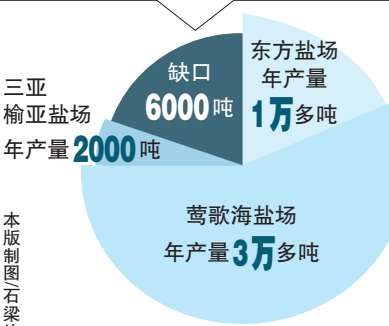 缺口
6000吨
东方盐场
年产量
1万多吨
三亚
榆亚盐场
年产量2000吨
莺歌海盐场
年产量3万多吨
本版制图/石梁